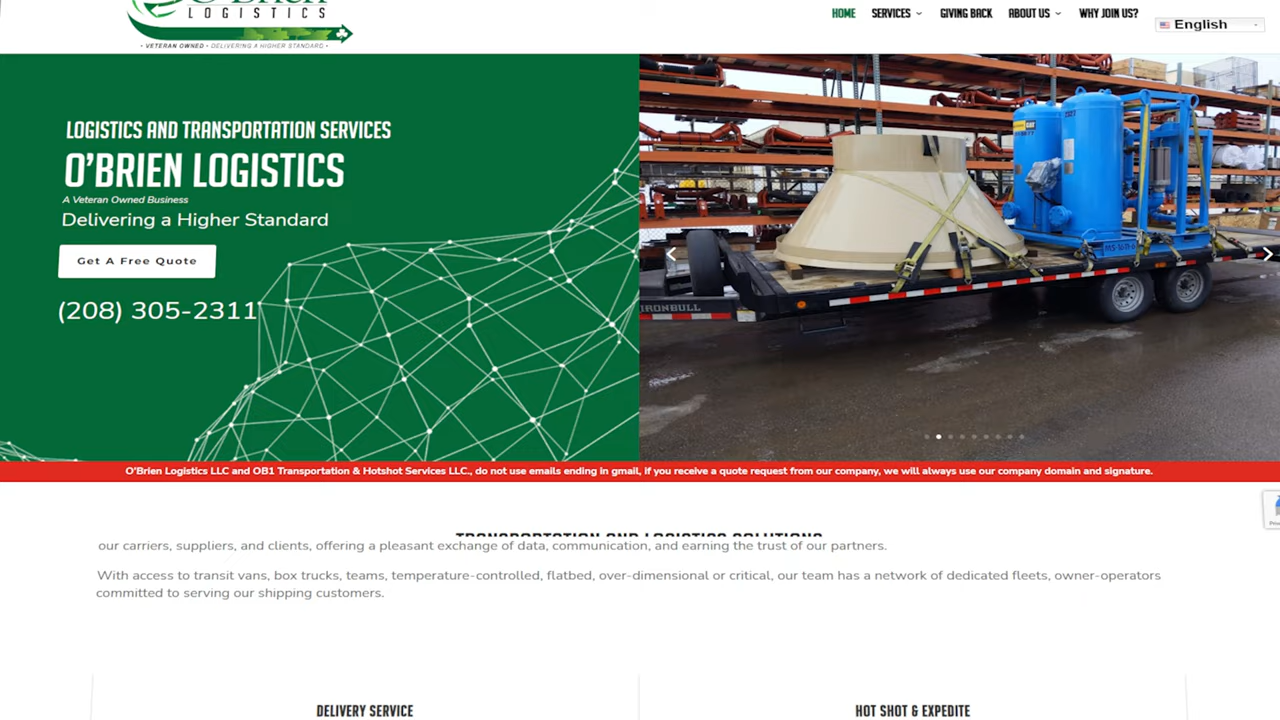 O'Brien
LOGISTICS
• VETERAN OWNED • DELIVERING A HIGHER STANDARD •
HOME
SERVICES
GIVING BACK
ABOUT US
WHY JOIN US?
English
LOGISTICS AND TRANSPORTATION SERVICES
O'BRIEN LOGISTICS
A Veteran Owned Business
Delivering a Higher Standard
Get A Free Quote
(208) 305-2311
IRONBULL
O'Brien Logistics LLC and OB1 Transportation & Hotshot Services LLC., do not use emails ending in gmail, if you receive a quote request from our company, we will always use our company domain and signature.
TRANSPORTATION AND LOGISTICS SOLUTIONS
our carriers, suppliers, and clients, offering a pleasant exchange of data, communication, and earning the trust of our partners.
With access to transit vans, box trucks, teams, temperature-controlled, flatbed, over-dimensional or critical, our team has a network of dedicated fleets, owner-operators
committed to serving our shipping customers.
DELIVERY SERVICE
HOT SHOT & EXPEDITE